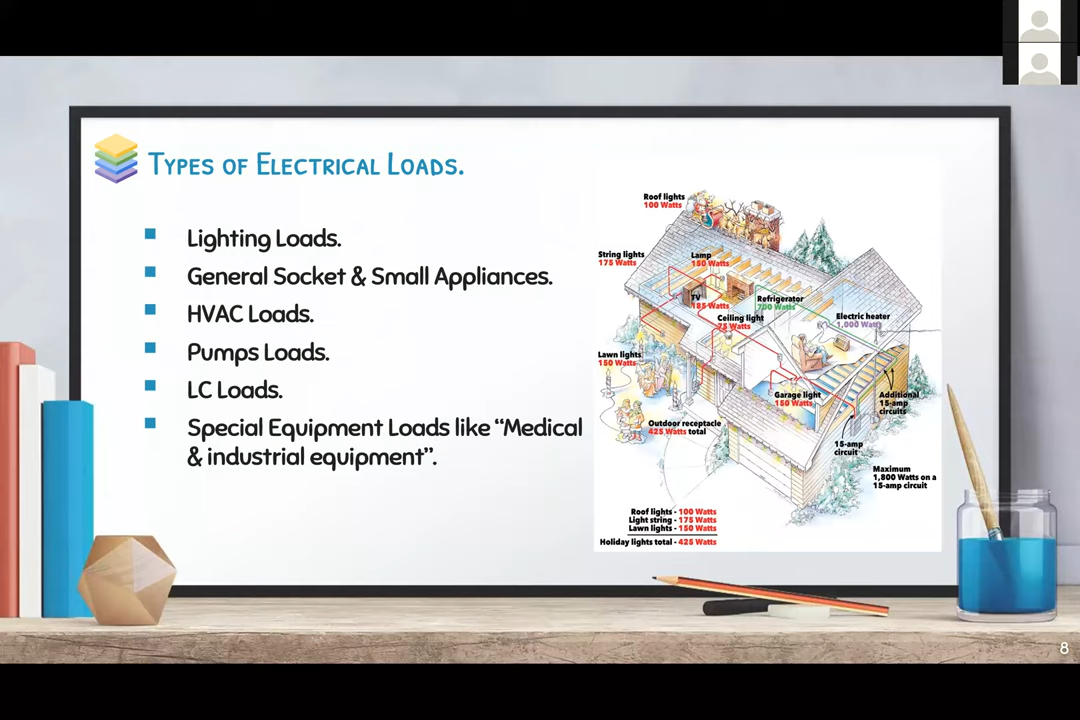 TYPES OF ELECTRICAL LOADS.
Lighting Loads.
General Socket & Small Appliances.
HVAC Loads.
Pumps Loads.
LC Loads.
Special Equipment Loads like “Medical
& industrial equipment”.
Roof lights
100 Watts
String lights
175 Watts
Lamp
150 Watts
TV
185 Watts
Refrigerator
700 Watts
Ceiling light
75 Watts
Electric heater
1,000 Watts
Lawn lights
150 Watts
Garage light
150 Watts
Additional
15-amp
circuits
Outdoor receptacle
425 Watts total
15-amp
circuit
Maximum
1,800 Watts on a
15-amp circuit
Roof lights - 100 Watts
Light string - 175 Watts
Lawn lights - 150 Watts
Holiday lights total - 425 Watts
8